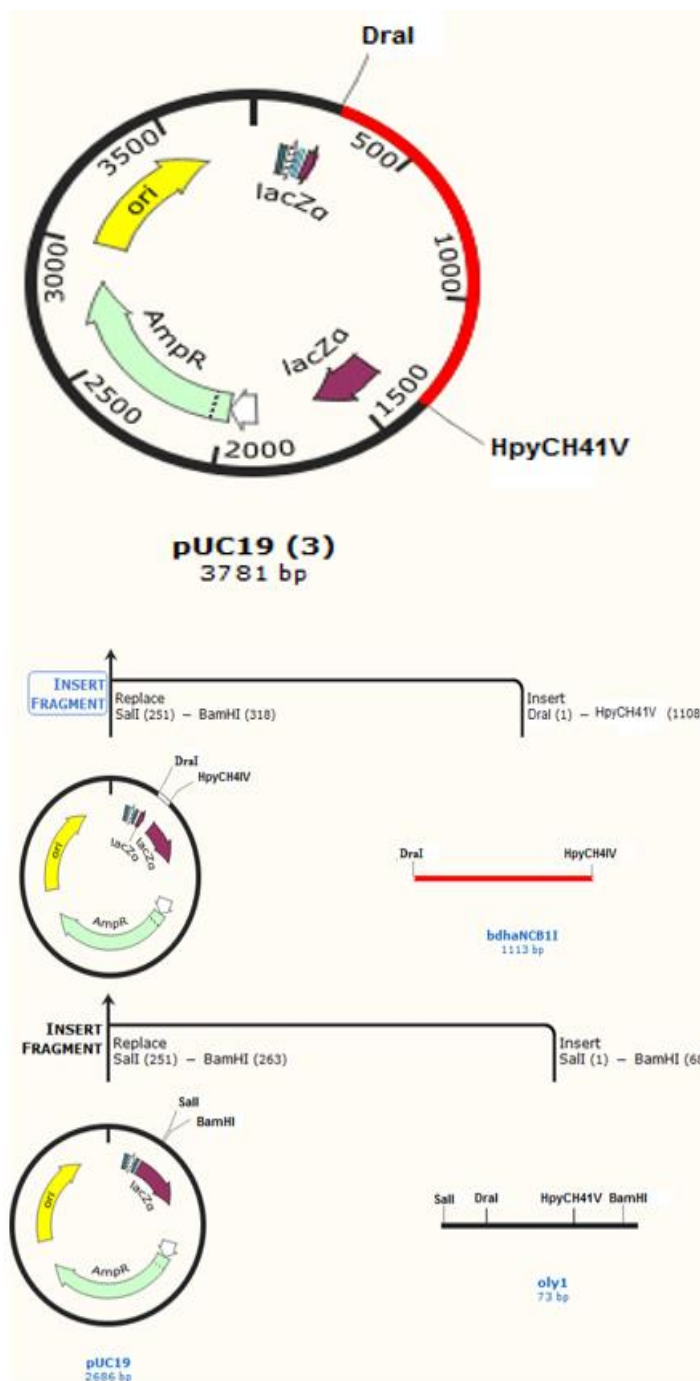 DraI
500
1000
1500
2000
2500
3000
3500
lacZα
lacZα
ori
AmpR
HpyCH41V
pUC19 (3)
3781 bp
INSERT
FRAGMENT
Replace
SalI (251) – BamHI (318)
Insert
DraI (1) – HpyCH41V (1108
DraI
HpyCH4IV
lacZα
lacZα
ori
AmpR
DraI
HpyCH4IV
bdhaNCB1I
1113 bp
INSERT
FRAGMENT
Replace
SalI (251) – BamHI (263)
Insert
SalI (1) – BamHI (68
SalI
BamHI
lacZα
ori
AmpR
SalI
DraI
HpyCH41V
BamHI
oly1
73 bp
pUC19
2686 bp